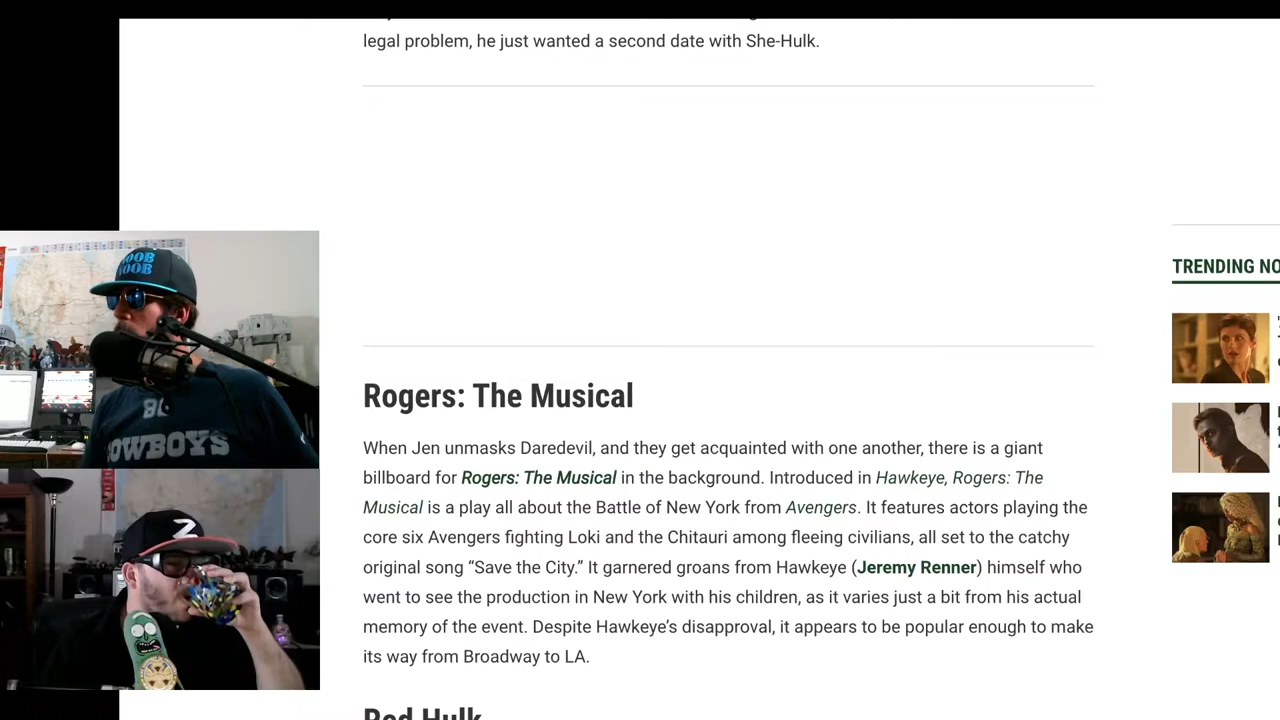 legal problem, he just wanted a second date with She-Hulk.
TRENDING NO
NOOB
NOOB
COWBOYS
Z
Rogers: The Musical
When Jen unmasks Daredevil, and they get acquainted with one another, there is a giant
billboard for Rogers: The Musical in the background. Introduced in Hawkeye, Rogers: The
Musical is a play all about the Battle of New York from Avengers. It features actors playing the
core six Avengers fighting Loki and the Chitauri among fleeing civilians, all set to the catchy
original song “Save the City.” It garnered groans from Hawkeye (Jeremy Renner) himself who
went to see the production in New York with his children, as it varies just a bit from his actual
memory of the event. Despite Hawkeye’s disapproval, it appears to be popular enough to make
its way from Broadway to LA.
Red Hulk